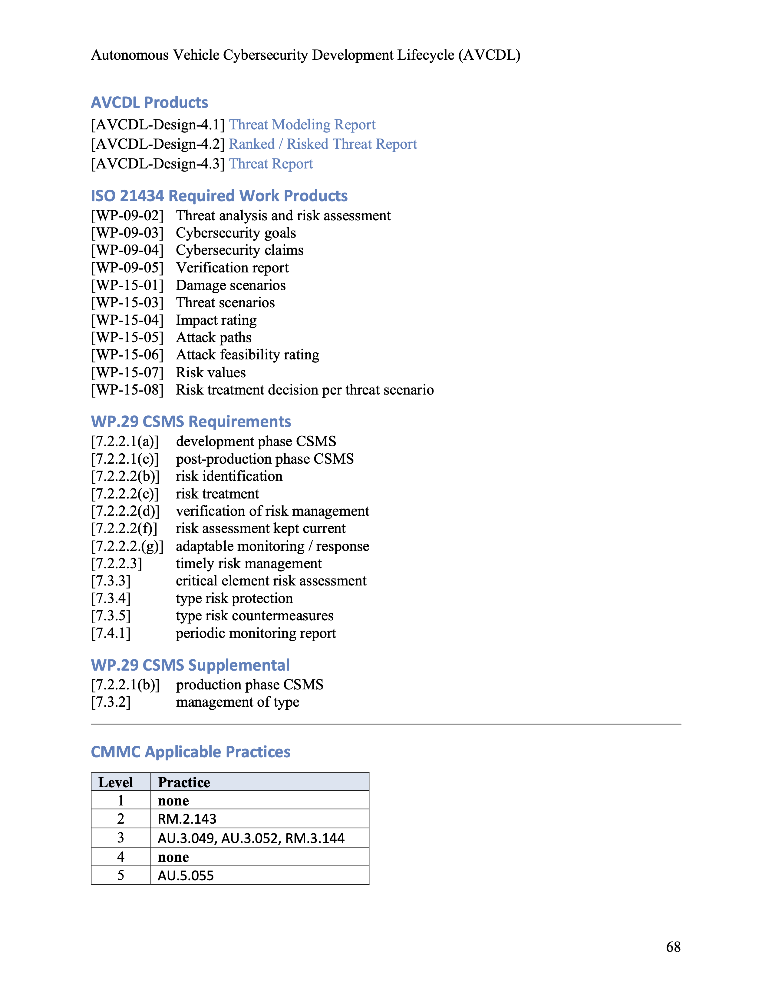 Autonomous Vehicle Cybersecurity Development Lifecycle (AVCDL)
AVCDL Products
[AVCDL-Design-4.1] Threat Modeling Report
[AVCDL-Design-4.2] Ranked / Risked Threat Report
[AVCDL-Design-4.3] Threat Report
ISO 21434 Required Work Products
[WP-09-02] Threat analysis and risk assessment
[WP-09-03] Cybersecurity goals
[WP-09-04] Cybersecurity claims
[WP-09-05] Verification report
[WP-15-01] Damage scenarios
[WP-15-03] Threat scenarios
[WP-15-04] Impact rating
[WP-15-05] Attack paths
[WP-15-06] Attack feasibility rating
[WP-15-07] Risk values
[WP-15-08] Risk treatment decision per threat scenario
WP.29 CSMS Requirements
[7.2.2.1(a)] development phase CSMS
[7.2.2.1(c)] post-production phase CSMS
[7.2.2.2(b)] risk identification
[7.2.2.2(c)] risk treatment
[7.2.2.2(d)] verification of risk management
[7.2.2.2(f)] risk assessment kept current
[7.2.2.2.(g)] adaptable monitoring / response
[7.2.2.3] timely risk management
[7.3.3] critical element risk assessment
[7.3.4] type risk protection
[7.3.5] type risk countermeasures
[7.4.1] periodic monitoring report
WP.29 CSMS Supplemental
[7.2.2.1(b)] production phase CSMS
[7.3.2] management of type
CMMC Applicable Practices
Level Practice
1 none
2 RM.2.143
3 AU.3.049, AU.3.052, RM.3.144
4 none
5 AU.5.055
68